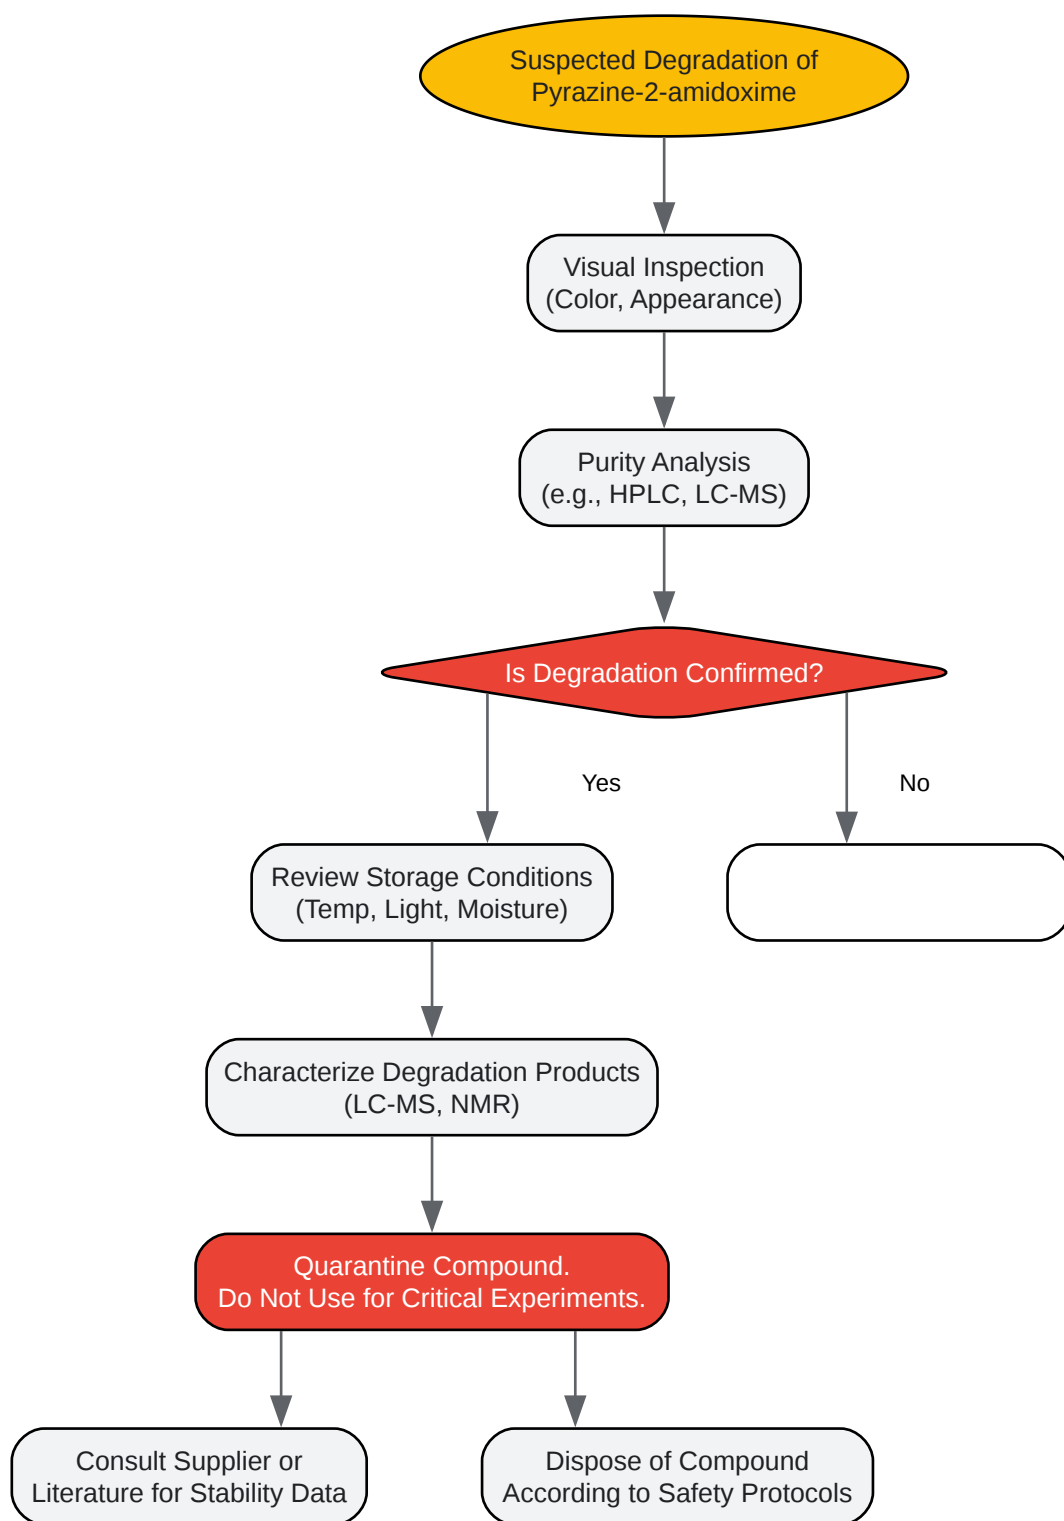 Suspected Degradation of
Pyrazine-2-amidoxime
Visual Inspection
(Color, Appearance)
Purity Analysis
(e.g., HPLC, LC-MS)
Is Degradation Confirmed?
Yes
No
Review Storage Conditions
(Temp, Light, Moisture)
Characterize Degradation Products
(LC-MS, NMR)
Quarantine Compound.
Do Not Use for Critical Experiments.
Consult Supplier or
Literature for Stability Data
Dispose of Compound
According to Safety Protocols